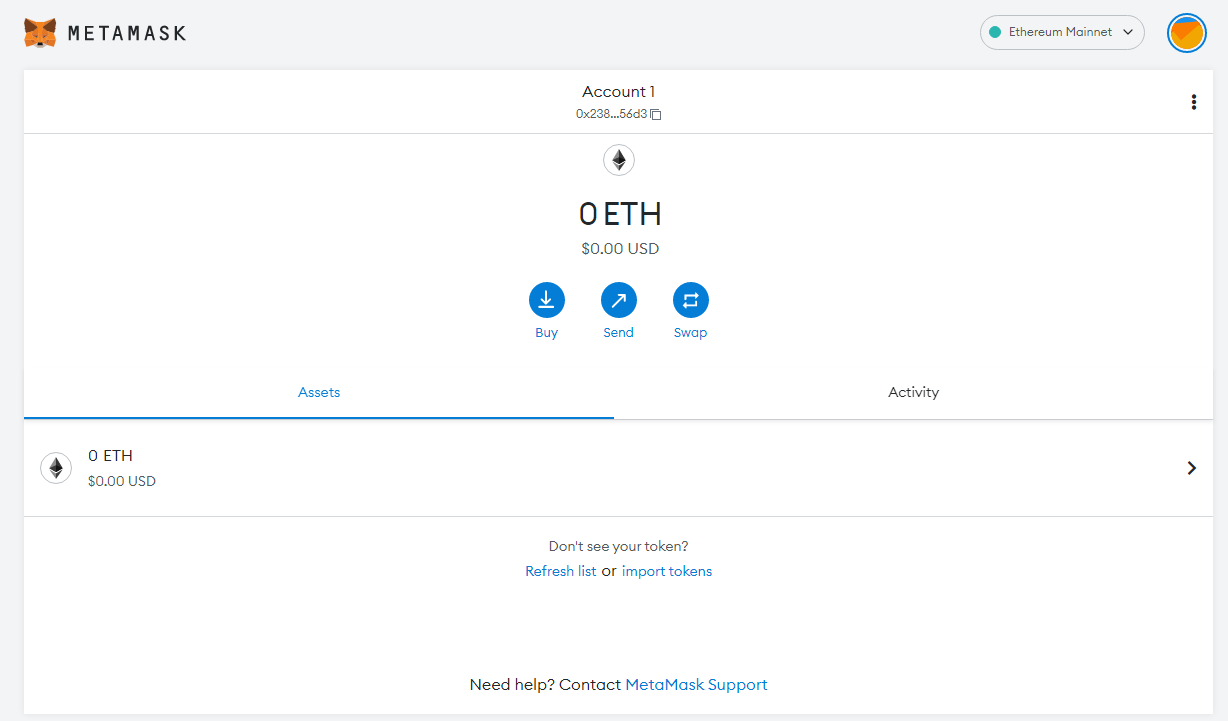 METAMASK
Ethereum Mainnet
Account 1
0x238...56d3
0 ETH
$0.00 USD
Buy Send Swap
Assets Activity
0 ETH
$0.00 USD
Don't see your token?
Refresh list or import tokens
Need help? Contact MetaMask Support